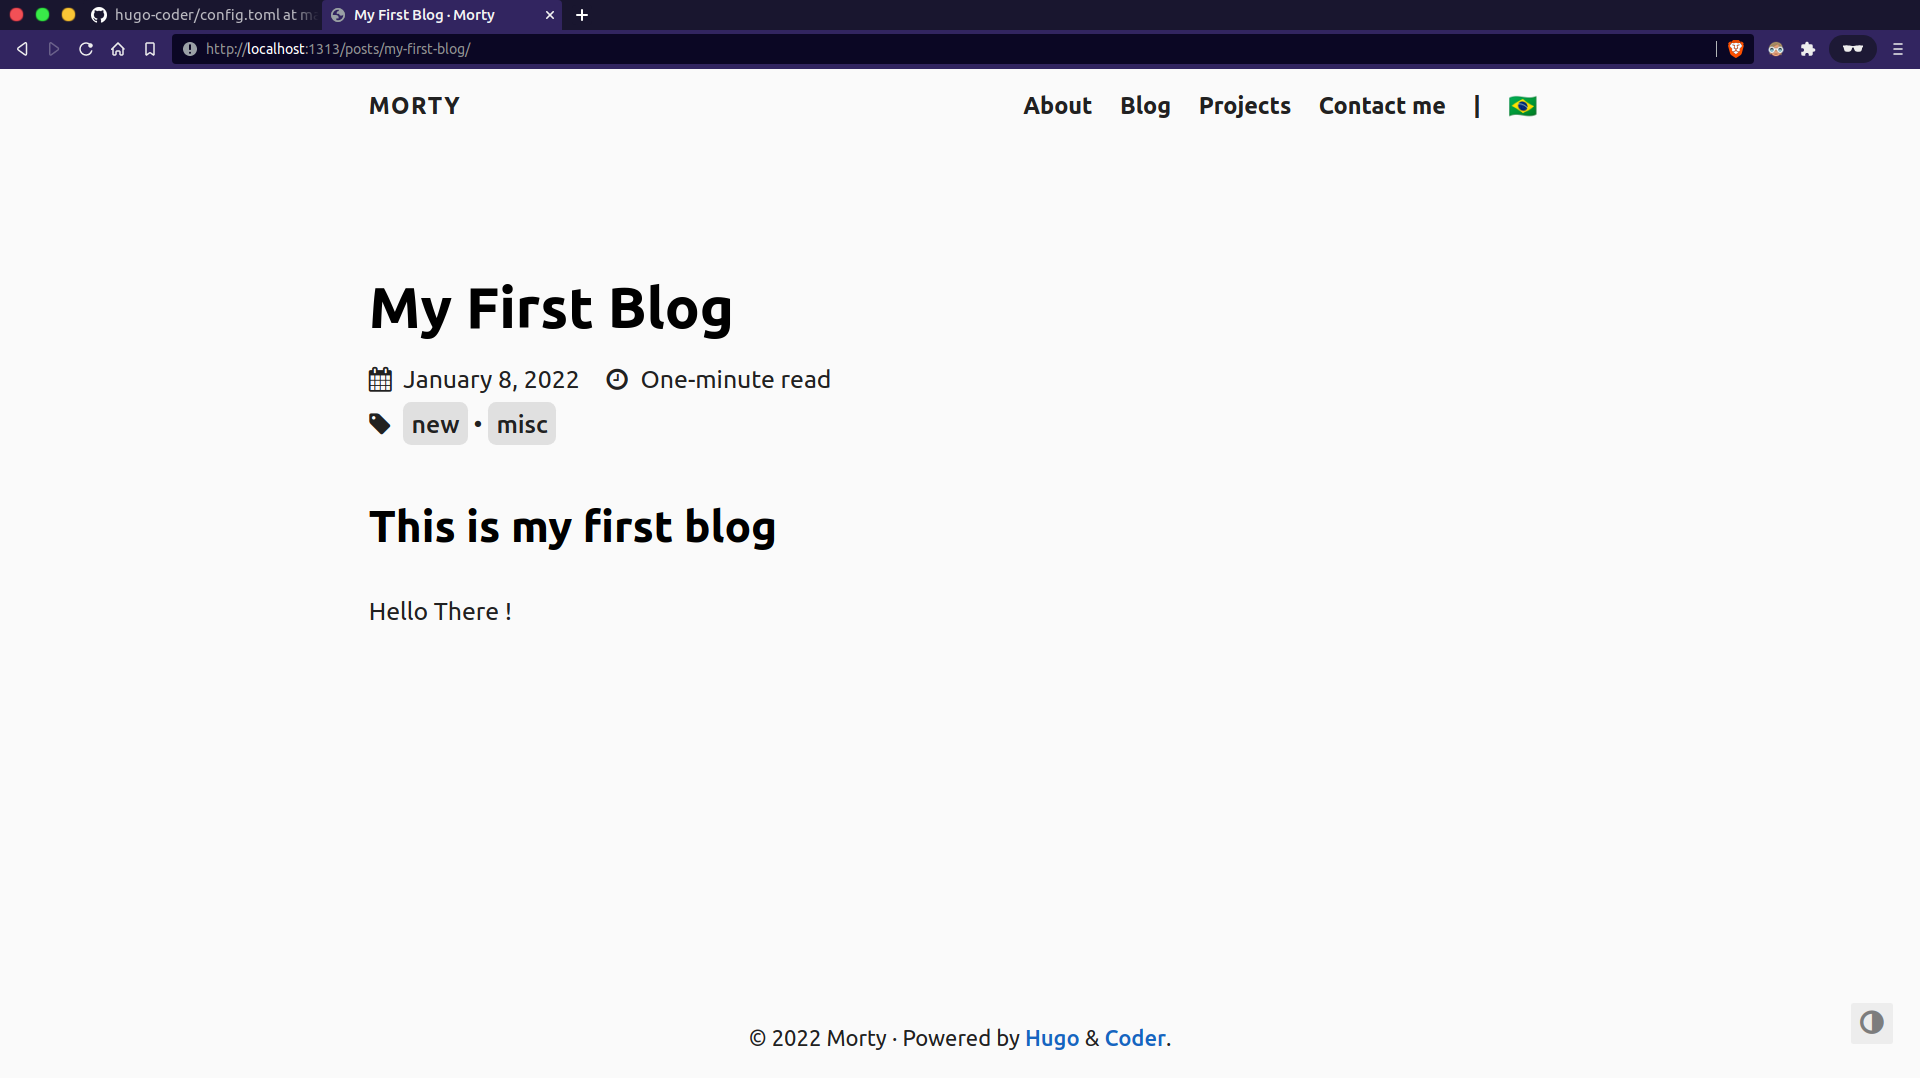 hugo-coder/config.toml at ma
My First Blog · Morty
http://localhost:1313/posts/my-first-blog/
MORTY
About Blog Projects Contact me |
My First Blog
January 8, 2022 One-minute read
new • misc
This is my first blog
Hello There !
© 2022 Morty · Powered by Hugo & Coder.